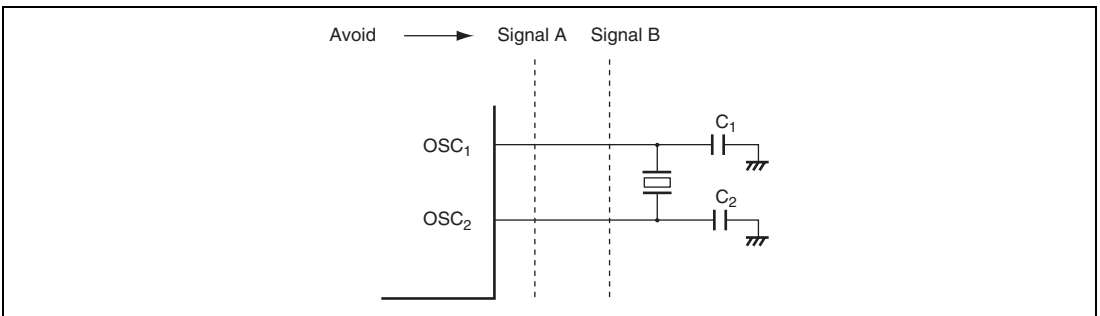 Avoid Signal A Signal B
C₁
OSC₁
C₂
OSC₂